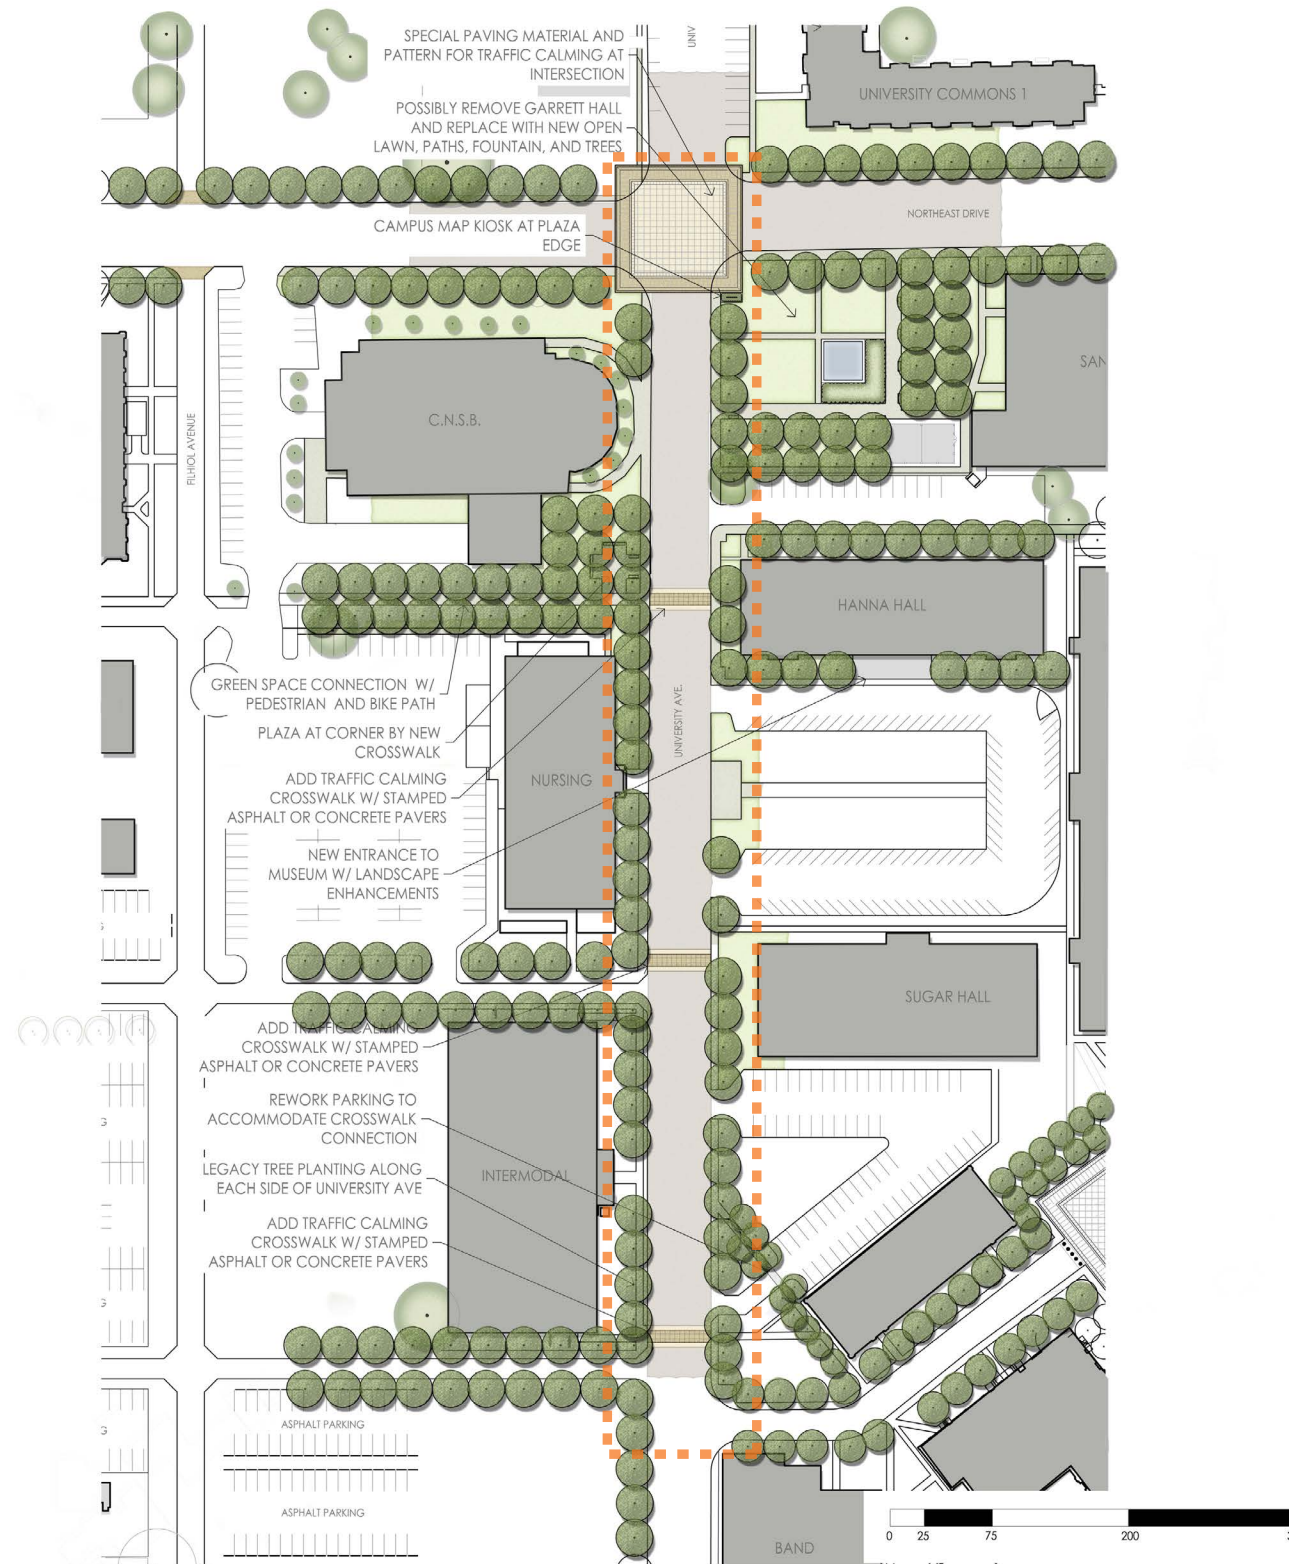 SPECIAL PAVING MATERIAL AND
PATTERN FOR TRAFFIC CALMING AT
INTERSECTION
UNIV
UNIVERSITY COMMONS 1
POSSIBLY REMOVE GARRETT HALL
AND REPLACE WITH NEW OPEN
LAWN, PATHS, FOUNTAIN, AND TREES
NORTHEAST DRIVE
CAMPUS MAP KIOSK AT PLAZA
EDGE
SAN
C.N.S.B.
FILHIOL AVENUE
HANNA HALL
GREEN SPACE CONNECTION W/
PEDESTRIAN AND BIKE PATH
UNIVERSITY AVE.
PLAZA AT CORNER BY NEW
CROSSWALK
NURSING
ADD TRAFFIC CALMING
CROSSWALK W/ STAMPED
ASPHALT OR CONCRETE PAVERS
NEW ENTRANCE TO
MUSEUM W/ LANDSCAPE
ENHANCEMENTS
SUGAR HALL
ADD TRAFFIC CALMING
CROSSWALK W/ STAMPED
ASPHALT OR CONCRETE PAVERS
REWORK PARKING TO
ACCOMMODATE CROSSWALK
CONNECTION
INTERMODAL
LEGACY TREE PLANTING ALONG
EACH SIDE OF UNIVERSITY AVE
ADD TRAFFIC CALMING
CROSSWALK W/ STAMPED
ASPHALT OR CONCRETE PAVERS
ASPHALT PARKING
ASPHALT PARKING
BAND
0 25 75 200